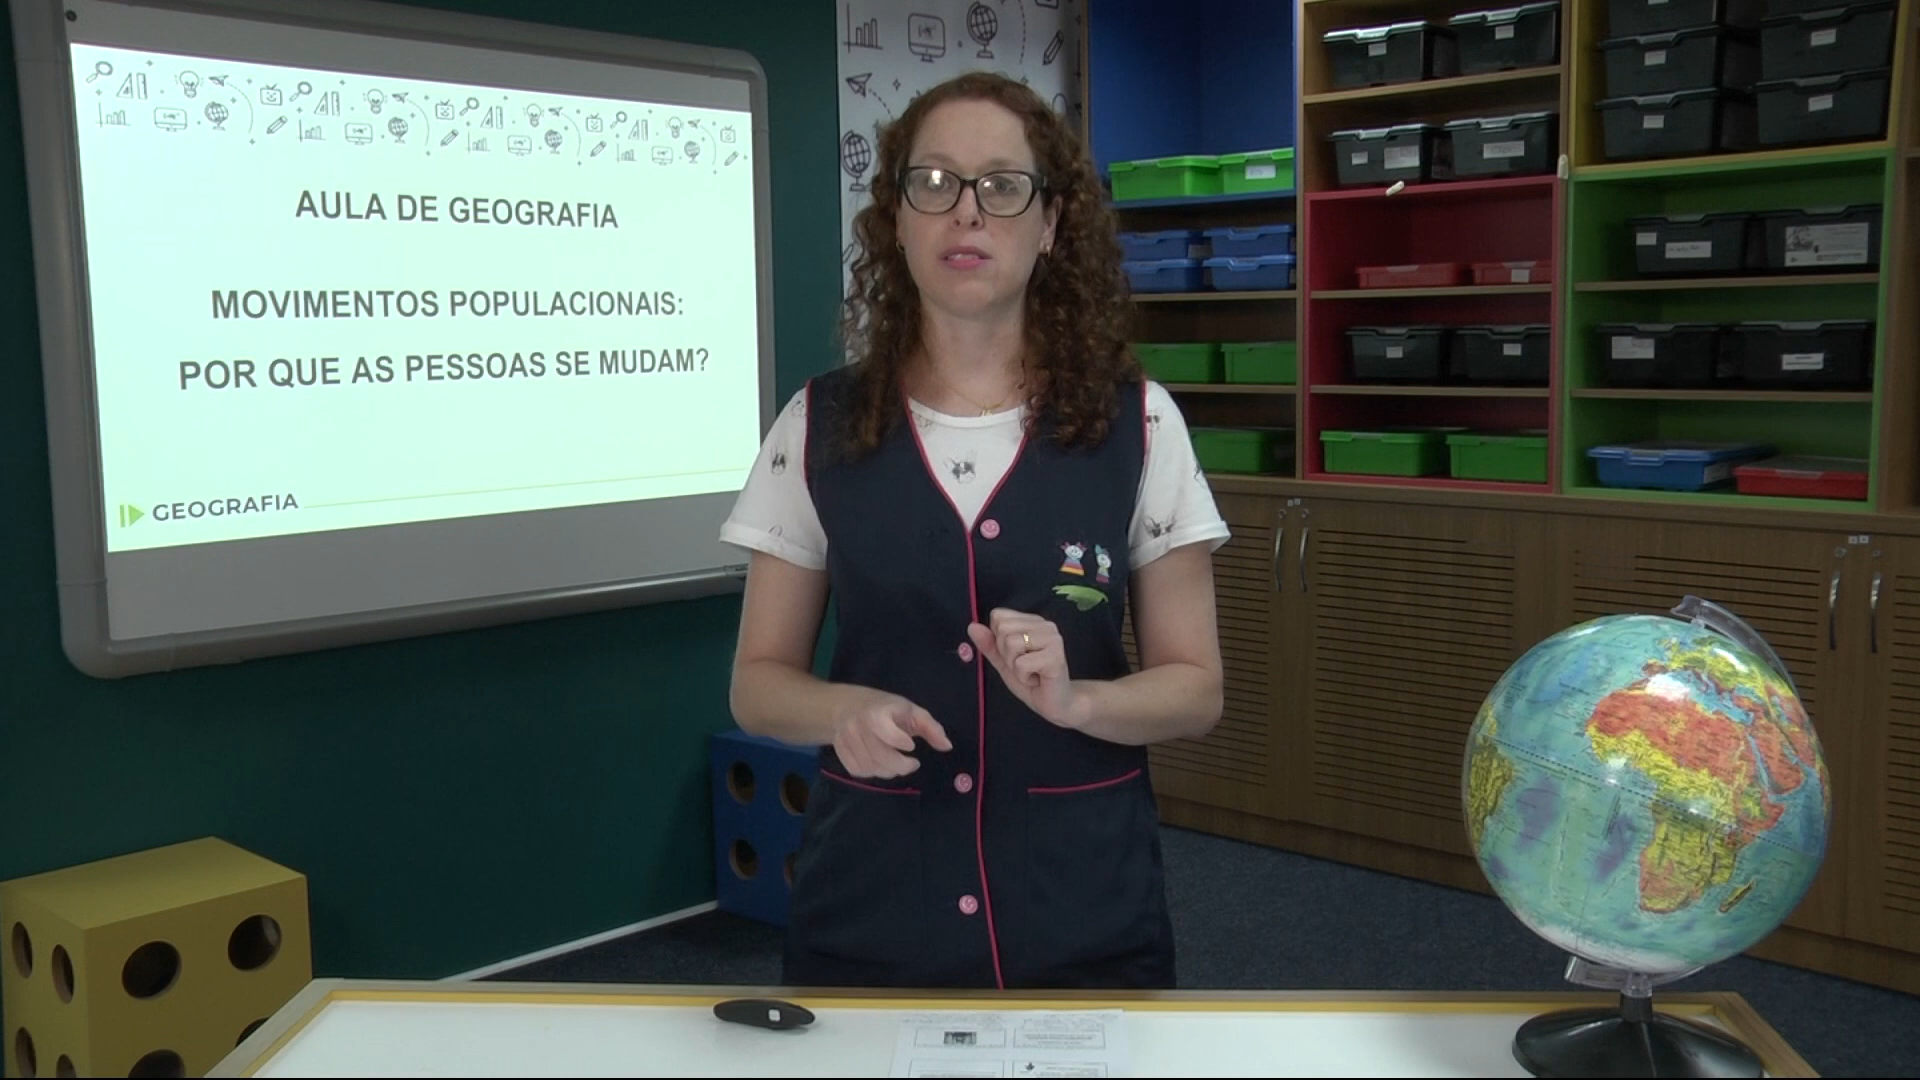 AULA DE GEOGRAFIA
MOVIMENTOS POPULACIONAIS:
POR QUE AS PESSOAS SE MUDAM?
GEOGRAFIA